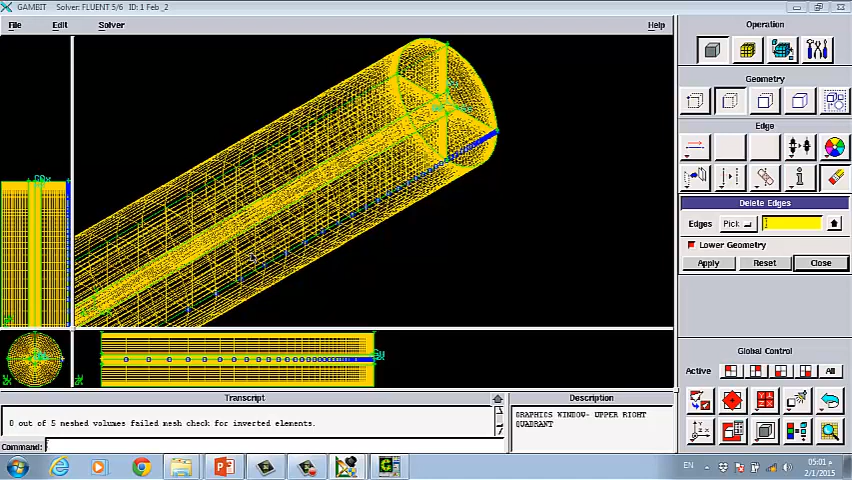 GAMBIT Solver: FLUENT 5/6 ID: 1 Feb _2
File Edit Solver Help
Operation
Geometry
Edge
Delete Edges
Edges Pick
Lower Geometry
Apply Reset Close
Global Control
Active All
Transcript Description
0 out of 5 meshed volumes failed mesh check for inverted elements.
GRAPHICS WINDOW- UPPER RIGHT
QUADRANT
Command:
EN
05:01 م
2/1/2015